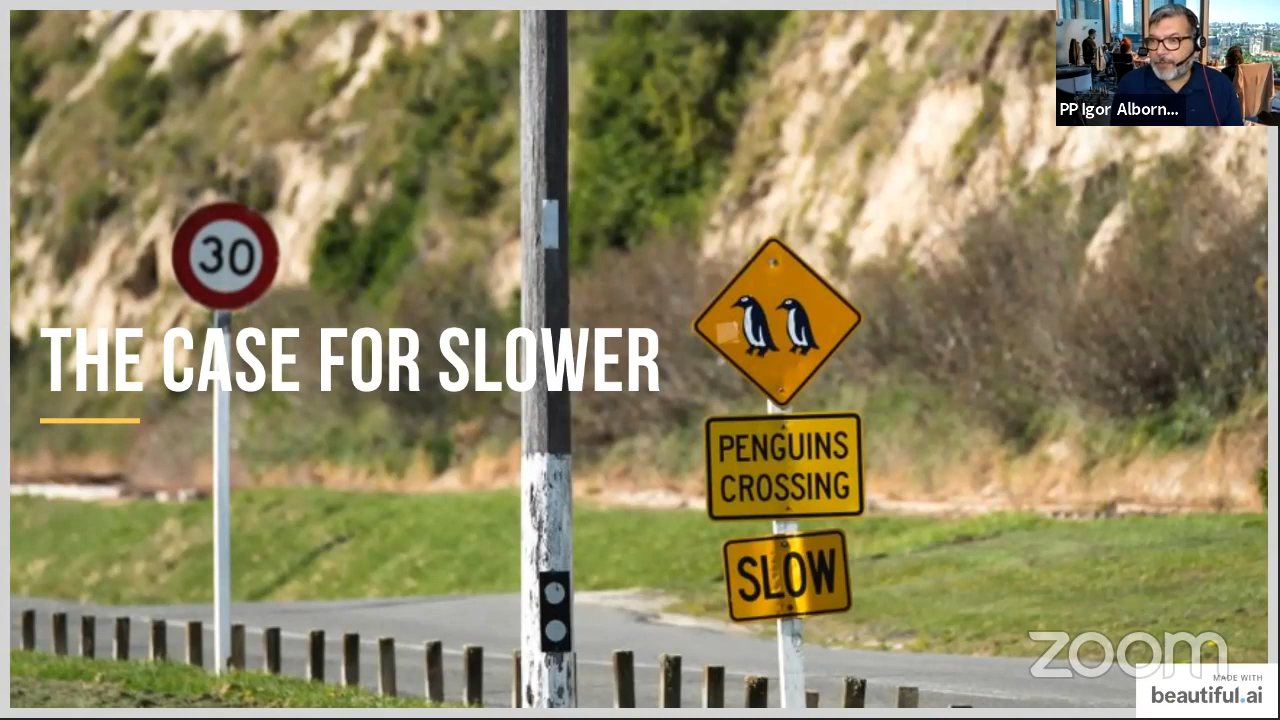 PP Igor Alborn...
30
THE CASE FOR SLOWER
PENGUINS
CROSSING
SLOW
zoom
MADE WITH
beautiful.ai